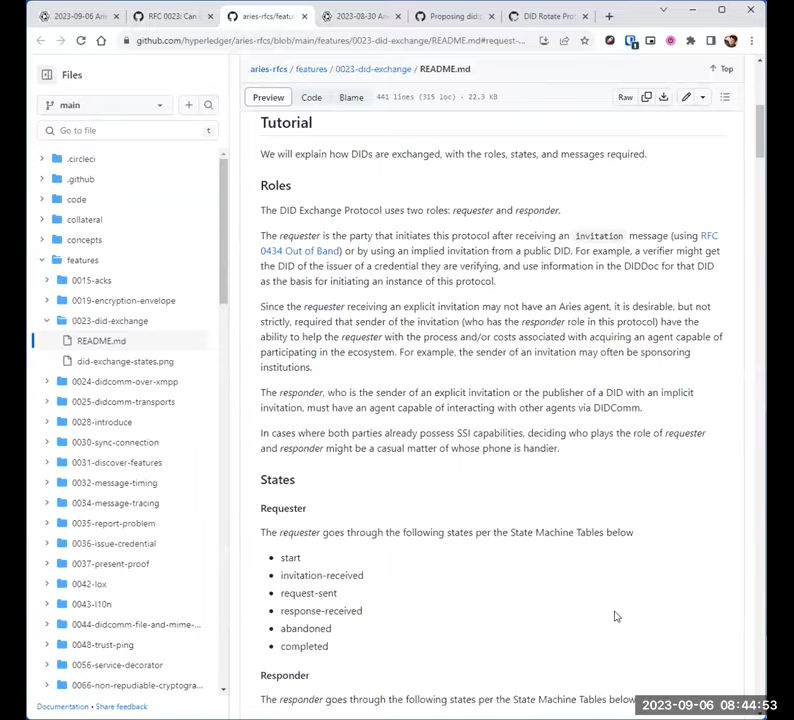 2023-09-06 Ari
RFC 0023: Can
aries-rfcs/featur
2023-08-30 Ari
Proposing dids:
DID Rotate Pro
github.com/hyperledger/aries-rfcs/blob/main/features/0023-did-exchange/README.md#request-...
Files
aries-rfcs / features / 0023-did-exchange / README.md
Top
main
Preview
Code
Blame
441 lines (315 loc) · 22.3 KB
Raw
Go to file
t
.circleci
.github
code
collateral
concepts
features
0015-acks
0019-encryption-envelope
0023-did-exchange
README.md
did-exchange-states.png
0024-didcomm-over-xmpp
0025-didcomm-transports
0028-introduce
0030-sync-connection
0031-discover-features
0032-message-timing
0034-message-tracing
0035-report-problem
0036-issue-credential
0037-present-proof
0042-lox
0043-l10n
0044-didcomm-file-and-mime-...
0048-trust-ping
0056-service-decorator
0066-non-repudiable-cryptogra...
Documentation • Share feedback
Tutorial
We will explain how DIDs are exchanged, with the roles, states, and messages required.
Roles
The DID Exchange Protocol uses two roles: requester and responder.
The requester is the party that initiates this protocol after receiving an invitation message (using RFC
0434 Out of Band) or by using an implied invitation from a public DID. For example, a verifier might get
the DID of the issuer of a credential they are verifying, and use information in the DIDDoc for that DID
as the basis for initiating an instance of this protocol.
Since the requester receiving an explicit invitation may not have an Aries agent, it is desirable, but not
strictly, required that sender of the invitation (who has the responder role in this protocol) have the
ability to help the requester with the process and/or costs associated with acquiring an agent capable of
participating in the ecosystem. For example, the sender of an invitation may often be sponsoring
institutions.
The responder, who is the sender of an explicit invitation or the publisher of a DID with an implicit
invitation, must have an agent capable of interacting with other agents via DIDComm.
In cases where both parties already possess SSI capabilities, deciding who plays the role of requester
and responder might be a casual matter of whose phone is handier.
States
Requester
The requester goes through the following states per the State Machine Tables below
start
invitation-received
request-sent
response-received
abandoned
completed
Responder
The responder goes through the following states per the State Machine Tables below
2023-09-06 08:44:53